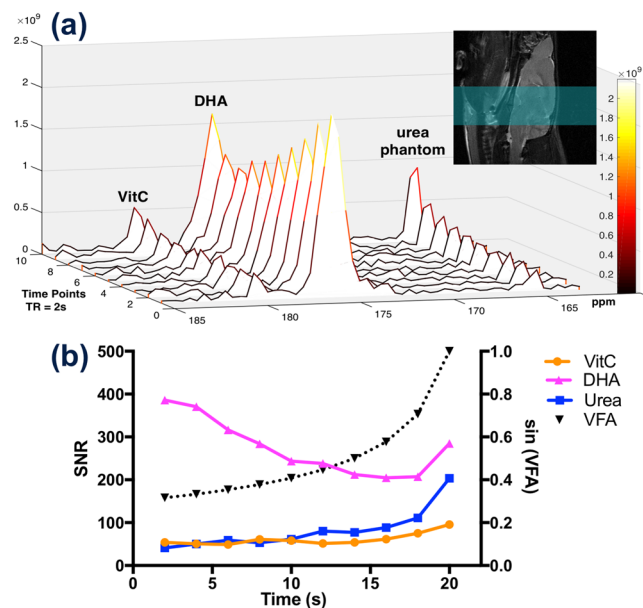 (a)
×10⁹
2.5
2
1.5
1
0.5
0
VitC
DHA
urea
phantom
10
8
6
4
2
0
Time Points
TR = 2s
185
180
175
170
165
ppm
×10⁹
2
1.8
1.6
1.4
1.2
1
0.8
0.6
0.4
0.2
(b)
SNR
500
400
300
200
100
0
0
5
10
15
20
Time (s)
1.0
0.8
0.6
0.4
0.2
0.0
sin (VFA)
VitC
DHA
Urea
VFA